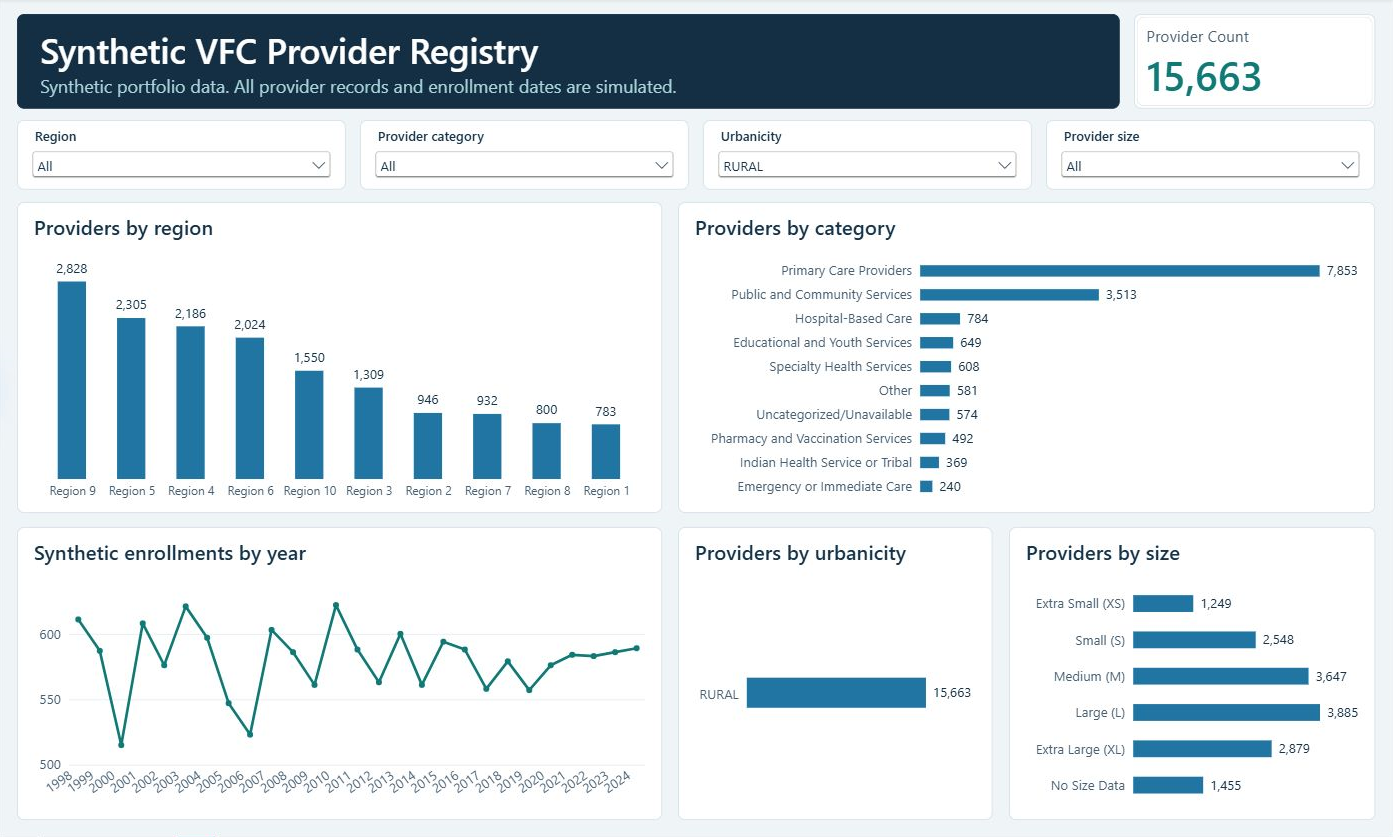 Synthetic VFC Provider Registry
Synthetic portfolio data. All provider records and enrollment dates are simulated.
Provider Count
15,663
Region
All
Provider category
All
Urbanicity
RURAL
Provider size
All
Providers by region
2,828
2,305
2,186
2,024
1,550
1,309
946
932
800
783
Region 9 Region 5 Region 4 Region 6 Region 10 Region 3 Region 2 Region 7 Region 8 Region 1
Providers by category
Primary Care Providers 7,853
Public and Community Services 3,513
Hospital-Based Care 784
Educational and Youth Services 649
Specialty Health Services 608
Other 581
Uncategorized/Unavailable 574
Pharmacy and Vaccination Services 492
Indian Health Service or Tribal 369
Emergency or Immediate Care 240
Synthetic enrollments by year
600
550
500
1998 1999 2000 2001 2002 2003 2004 2005 2006 2007 2008 2009 2010 2011 2012 2013 2014 2015 2016 2017 2018 2019 2020 2021 2022 2023 2024
Providers by urbanicity
RURAL 15,663
Providers by size
Extra Small (XS) 1,249
Small (S) 2,548
Medium (M) 3,647
Large (L) 3,885
Extra Large (XL) 2,879
No Size Data 1,455